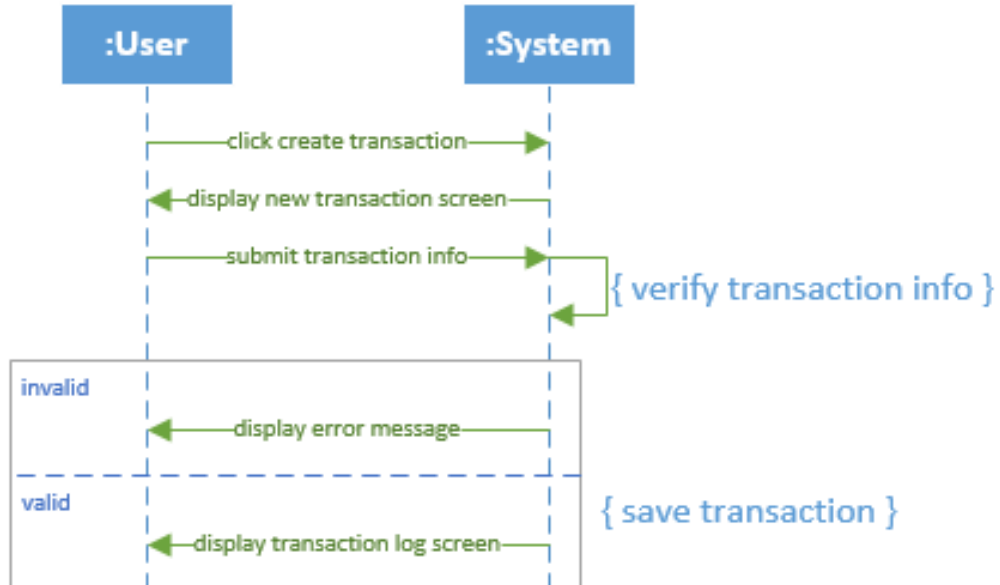 :User
:System
click create transaction
display new transaction screen
submit transaction info
{ verify transaction info }
invalid
display error message
valid
{ save transaction }
display transaction log screen